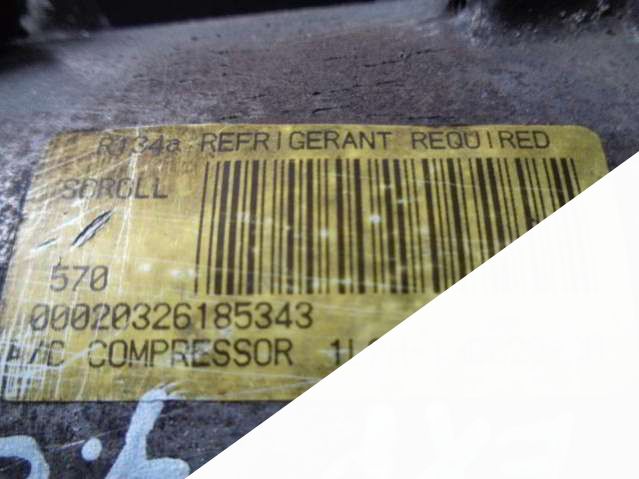 R134a REFRIGERANT REQUIRED
SCROLL
570
00020326185343
A/C COMPRESSOR